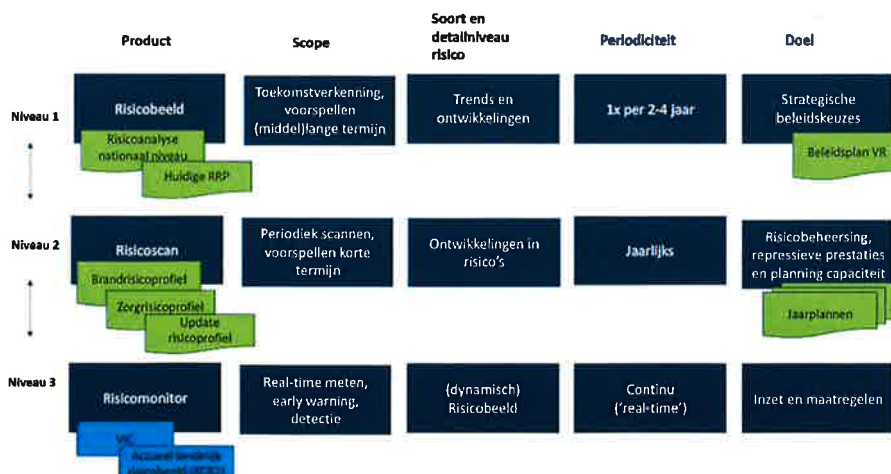 Product
Scope
Soort en
detailniveau
risico
Periodiciteit
Doel
Niveau 1
Risicobeeld
Toekomstverkenning,
voorspellen
(middel)lange termijn
Trends en
ontwikkelingen
1x per 2-4 jaar
Strategische
beleidskeuzes
Risicoanalyse
nationaal niveau
Huidige RRP
Beleidsplan VR
Niveau 2
Risicoscan
Periodiek scannen,
voorspellen korte
termijn
Ontwikkelingen in
risico's
Jaarlijks
Risicobeheersing,
repressieve prestaties
en planning capaciteit
Brandrisicoprofiel
Zorgrisicoprofiel
Update
risicoprofiel
Jaarplannen
Niveau 3
Risicomonitor
Real-time meten,
early warning,
detectie
(dynamisch)
Risicobeeld
Continu
('real-time')
Inzet en maatregelen
VIC
Actueel landelijk